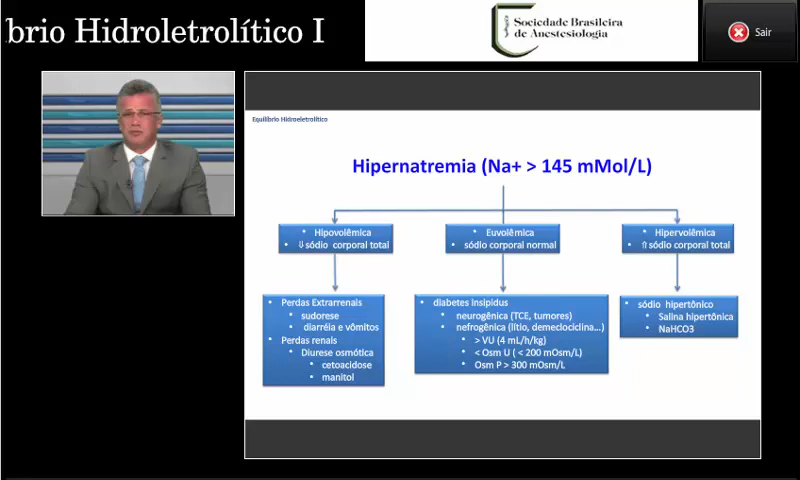 brio Hidroletrolítico I
Sociedade Brasileira
de Anestesiologia
Sair
Equilíbrio Hidroeletrolítico
Hipernatremia (Na+ > 145 mMol/L)
• Hipovolêmica
• ⇓ sódio corporal total
• Euvolêmica
• sódio corporal normal
• Hipervolêmica
• ⇑ sódio corporal total
• Perdas Extrarrenais
• sudorese
• diarréia e vômitos
• Perdas renais
• Diurese osmótica
• cetoacidose
• manitol
• diabetes insipidus
• neurogênica (TCE, tumores)
• nefrogênica (lítio, demeclociclina...)
• > VU (4 mL/h/kg)
• < Osm U ( < 200 mOsm/L)
• Osm P > 300 mOsm/L
• sódio hipertônico
• Salina hipertônica
• NaHCO3